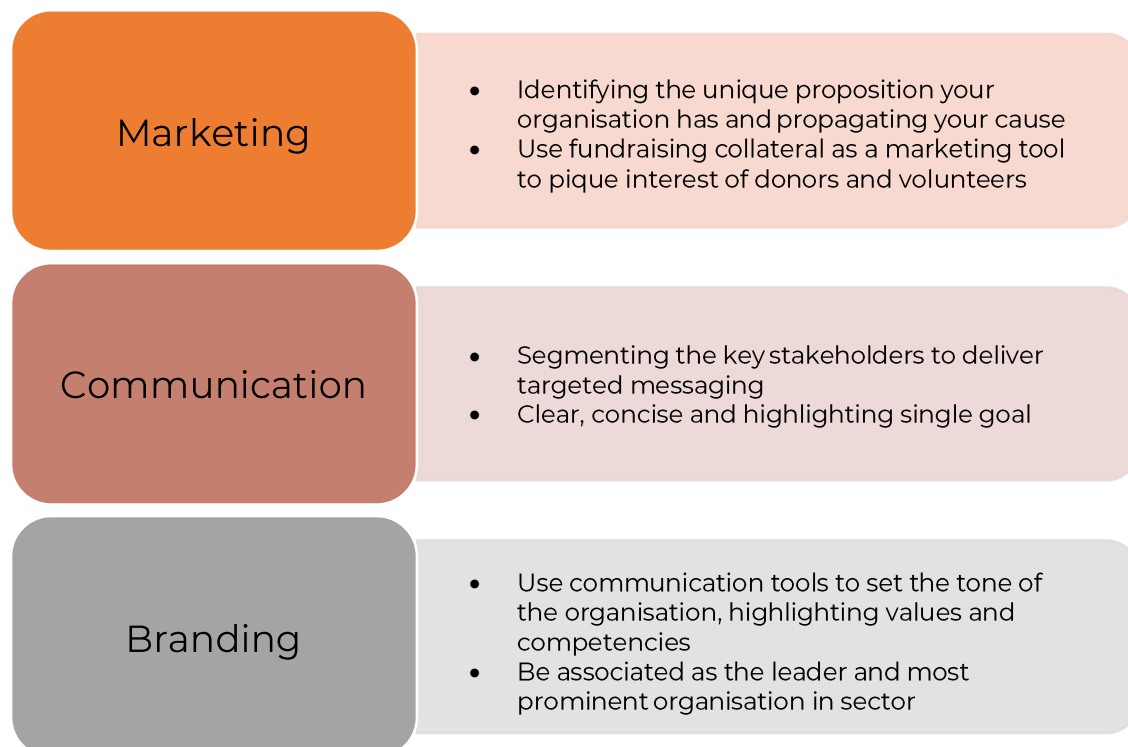 Marketing
• Identifying the unique proposition your
organisation has and propagating your cause
• Use fundraising collateral as a marketing tool
to pique interest of donors and volunteers
Communication
• Segmenting the key stakeholders to deliver
targeted messaging
• Clear, concise and highlighting single goal
Branding
• Use communication tools to set the tone of
the organisation, highlighting values and
competencies
• Be associated as the leader and most
prominent organisation in sector